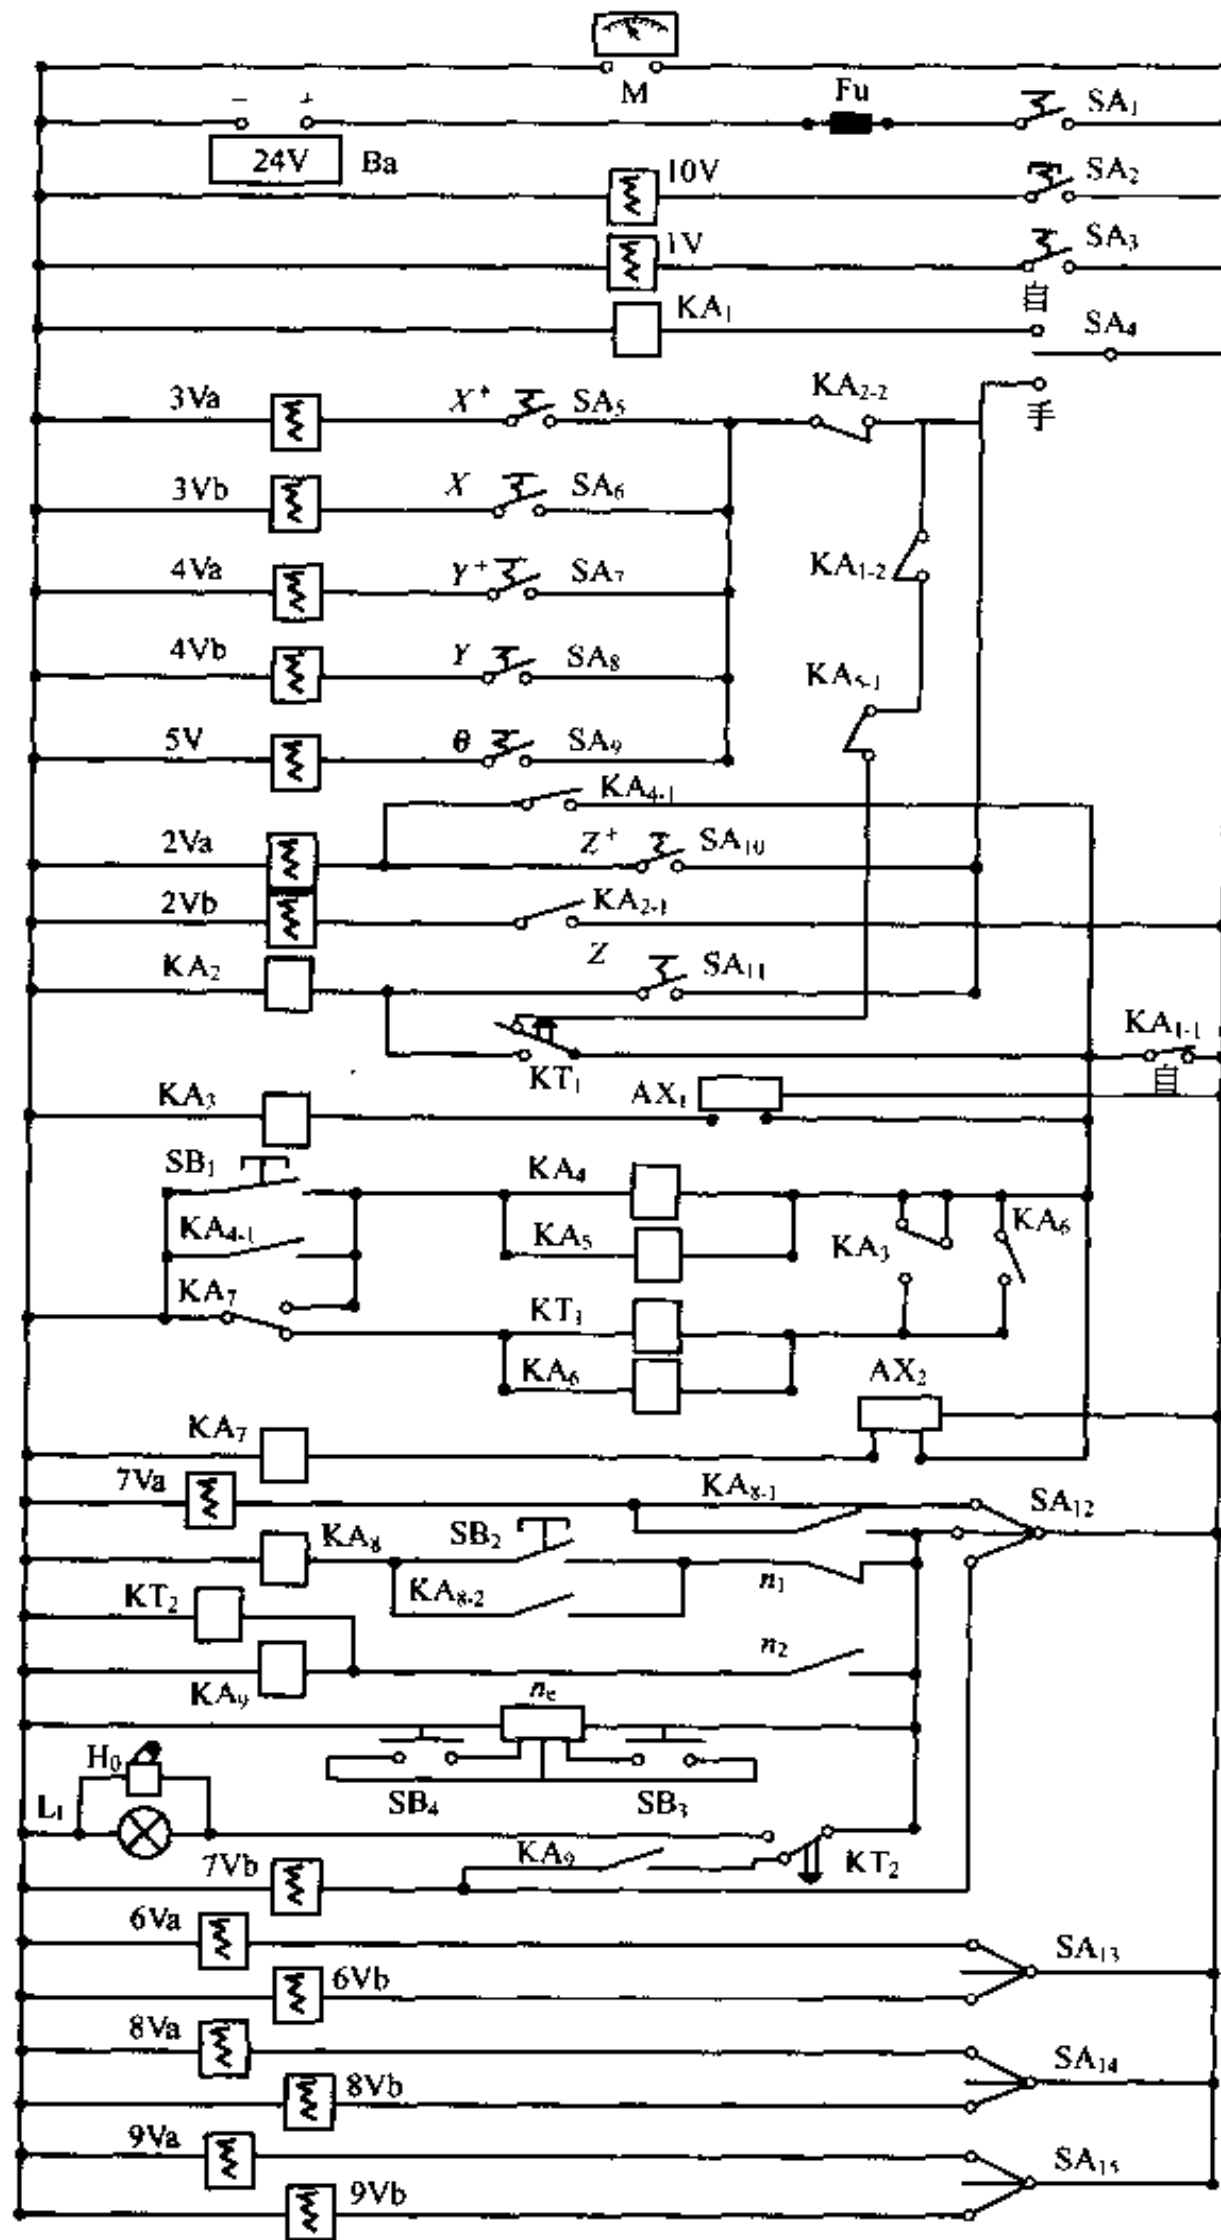 M
Fu
SA₁
− +
24V
Ba
10V
SA₂
1V
SA₃
自
KA₁
SA₄
3Va
X⁺
SA₅
KA₂₋₂
手
3Vb
X
SA₆
4Va
Y⁺
SA₇
KA₁₋₂
4Vb
Y
SA₈
KA₅₋₁
5V
θ
SA₉
KA₄₋₁
2Va
Z⁺
SA₁₀
2Vb
KA₂₋₁
KA₂
Z
SA₁₁
KA₁₋₁
KT₁
自
KA₃
AX₁
SB₁
KA₄
KA₆
KA₄₋₁
KA₅
KA₃
KA₇
KT₁
KA₆
AX₂
KA₇
7Va
KA₈₋₁
SA₁₂
KA₈
SB₂
n₁
KT₂
KA₈₋₂
n₂
KA₉
nₑ
H₀
SB₄
SB₃
L₁
7Vb
KA₉
KT₂
6Va
SA₁₃
6Vb
8Va
SA₁₄
8Vb
9Va
SA₁₅
9Vb